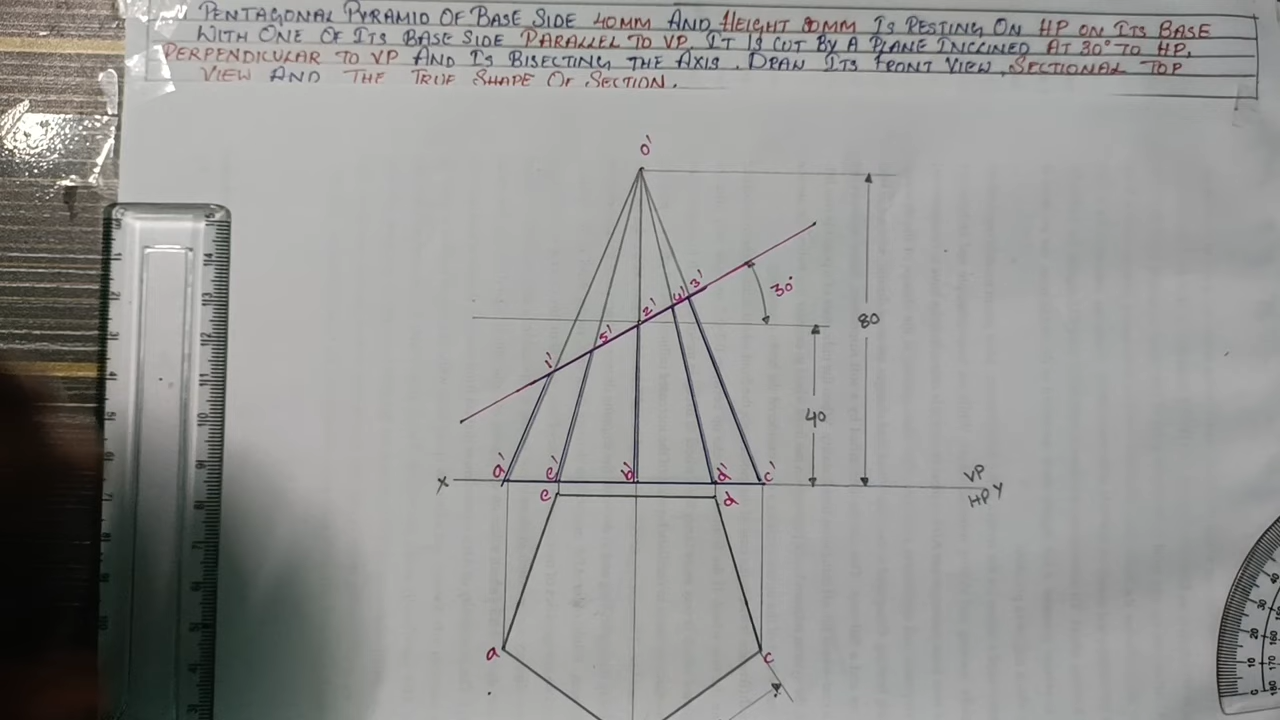 PENTAGONAL PYRAMID OF BASE SIDE 40MM AND HEIGHT 80MM IS RESTING ON HP ON ITS BASE
WITH ONE OF ITS BASE SIDE PARALLEL TO VP. IT IS CUT BY A PLANE INCLINED AT 30° TO HP,
PERPENDICULAR TO VP AND IS BISECTING THE AXIS. DRAW ITS FRONT VIEW, SECTIONAL TOP
VIEW AND THE TRUE SHAPE OF SECTION.
o'
30°
3'
4'
2'
80
5'
1'
40
a' e' b' d' c'
X
VP
HP Y
e d
a c